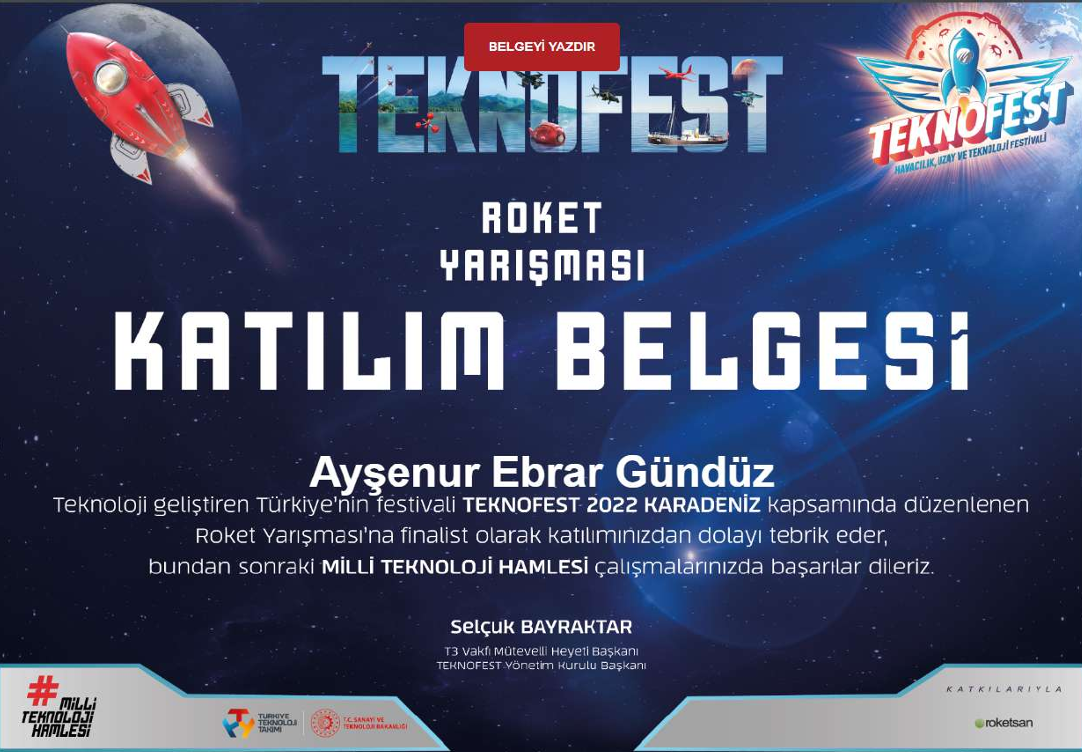 BELGEYİ YAZDIR
TEKNOFEST
TEKNOFEST
HAVACILIK, UZAY VE TEKNOLOJİ FESTİVALİ
ROKET
YARIŞMASI
KATILIM BELGESİ
Ayşenur Ebrar Gündüz
Teknoloji geliştiren Türkiye'nin festivali TEKNOFEST 2022 KARADENİZ kapsamında düzenlenen
Roket Yarışması'na finalist olarak katılımınızdan dolayı tebrik eder,
bundan sonraki MİLLİ TEKNOLOJİ HAMLESİ çalışmalarınızda başarılar dileriz.
Selçuk BAYRAKTAR
T3 Vakfı Mütevelli Heyeti Başkanı
TEKNOFEST Yönetim Kurulu Başkanı
# MİLLİ
TEKNOLOJİ
HAMLESİ
TÜRKİYE
TEKNOLOJİ
TAKIMI
T.C. SANAYİ VE
TEKNOLOJİ BAKANLIĞI
KATKILARIYLA
roketsan